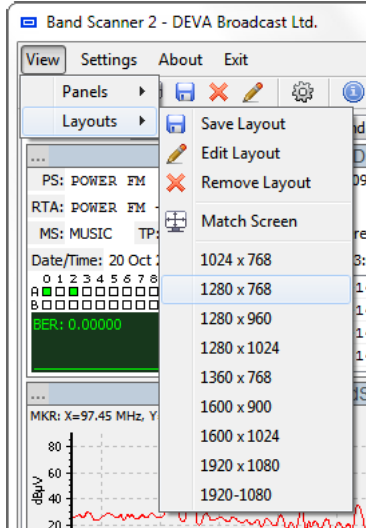 Band Scanner 2 - DEVA Broadcast Ltd.
View Settings About Exit
Panels
Layouts
Save Layout
Edit Layout
Remove Layout
Match Screen
1024 x 768
1280 x 768
1280 x 960
1280 x 1024
1360 x 768
1600 x 900
1600 x 1024
1920 x 1080
1920-1080
...
PS: POWER FM
RTA: POWER FM -
MS: MUSIC TP:
Date/Time: 20 Oct
0 1 2 3 4 5 6 7 8
A
B
BER: 0.00000
...
MKR: X=97.45 MHz, Y
dBµV
80
60
40
20